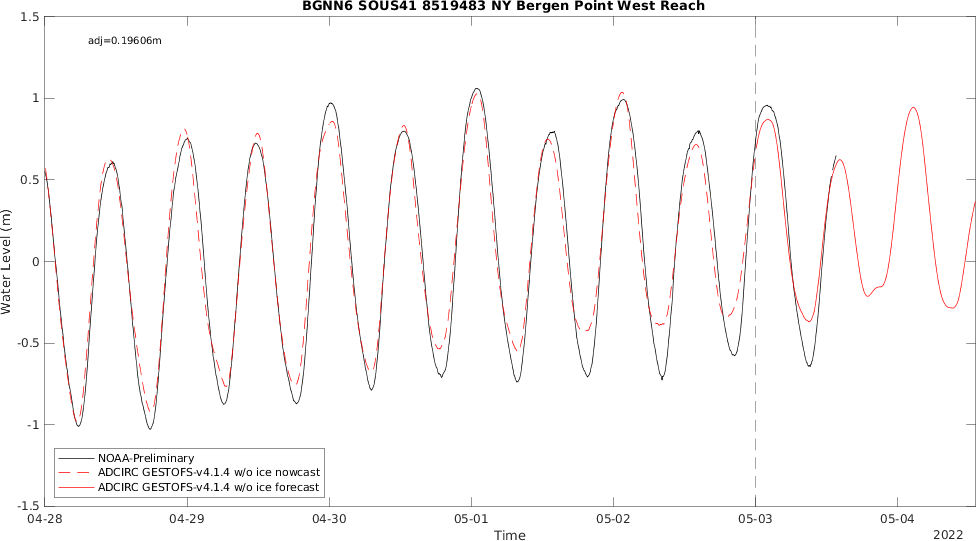 BGNN6 SOUS41 8519483 NY Bergen Point West Reach
1.5
adj=0.19606m
1
0.5
0
-0.5
-1
-1.5
Water Level (m)
NOAA-Preliminary
ADCIRC GESTOFS-v4.1.4 w/o ice nowcast
ADCIRC GESTOFS-v4.1.4 w/o ice forecast
04-28 04-29 04-30 05-01 05-02 05-03 05-04
Time
2022